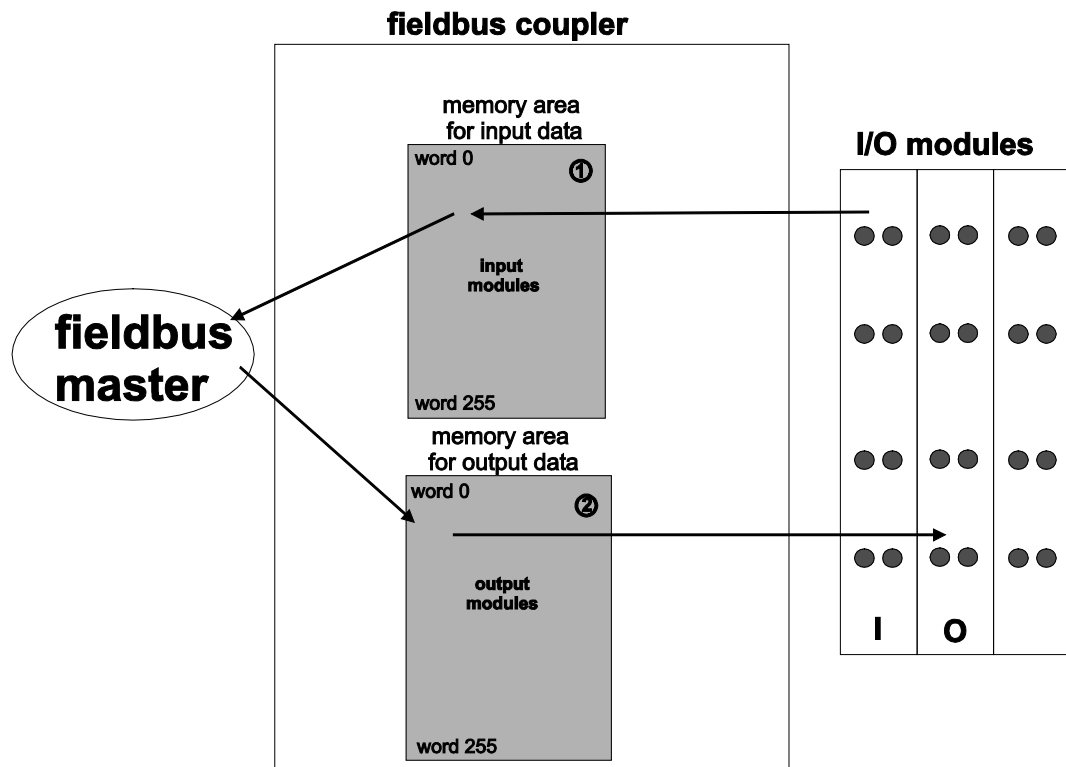 fieldbus coupler
memory area
for input data
word 0
①
input
modules
word 255
I/O modules
fieldbus
master
memory area
for output data
word 0
②
output
modules
word 255
I
O